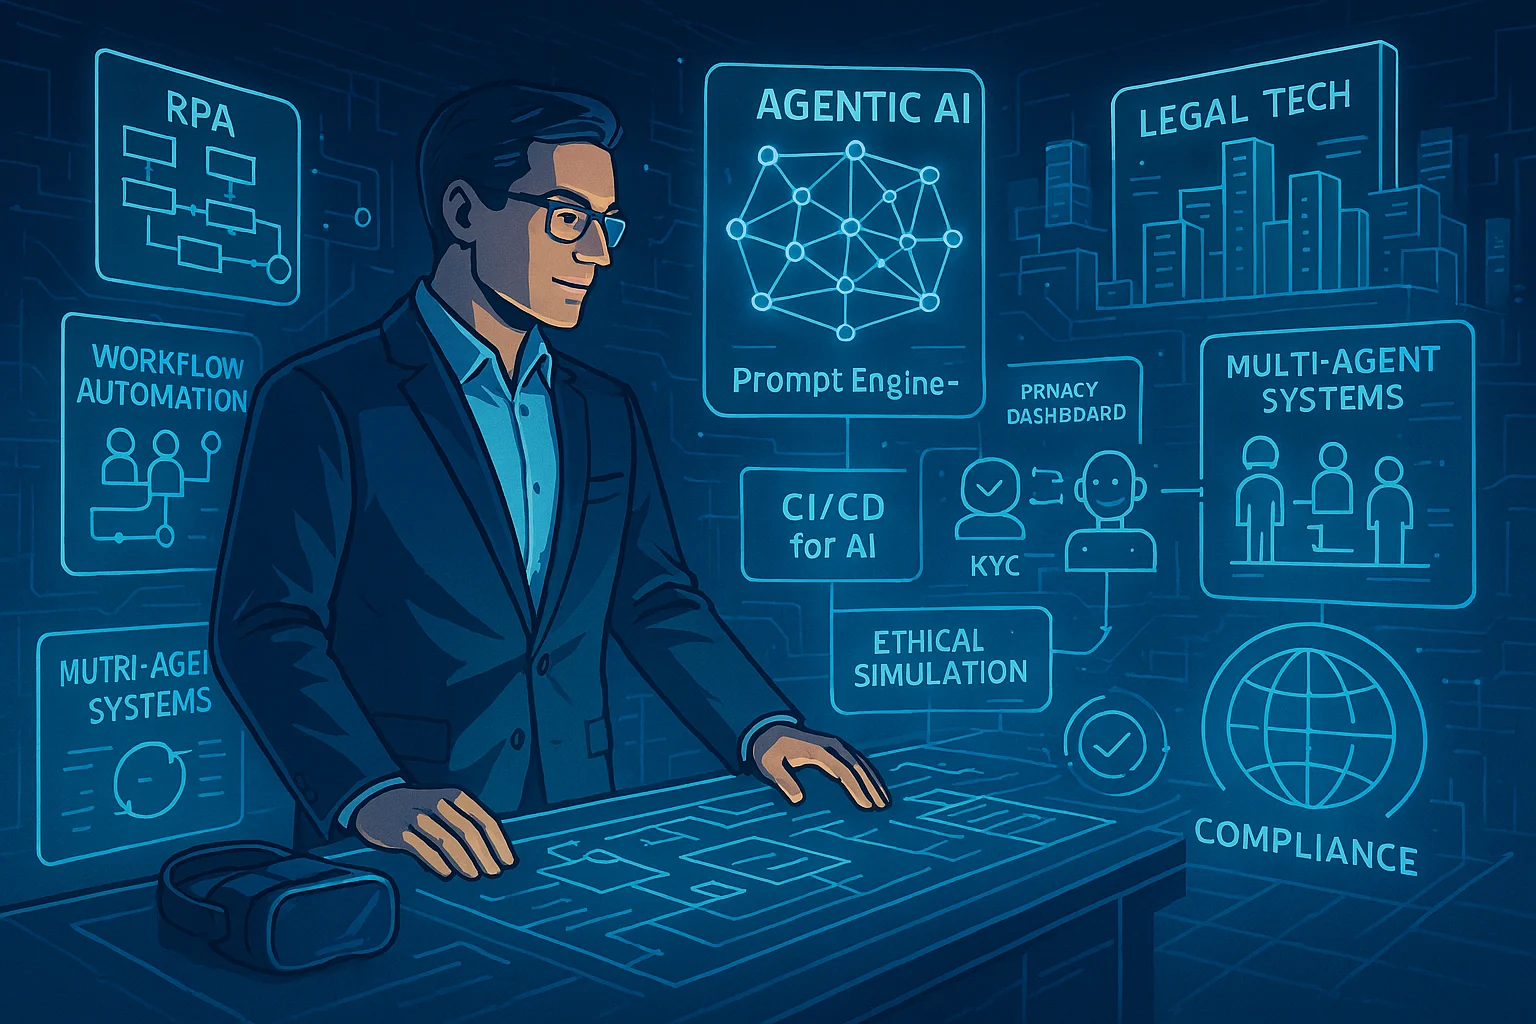 RPA
WORKFLOW
AUTOMATION
MUTRI-AGEI
SYSTEMS
AGENTIC AI
Prompt Engine-
CI/CD
for AI
ETHICAL
SIMULATION
PRNACY
DASHBDARD
KYC
LEGAL TECH
MULTI-AGENT
SYSTEMS
COMPLIANCE